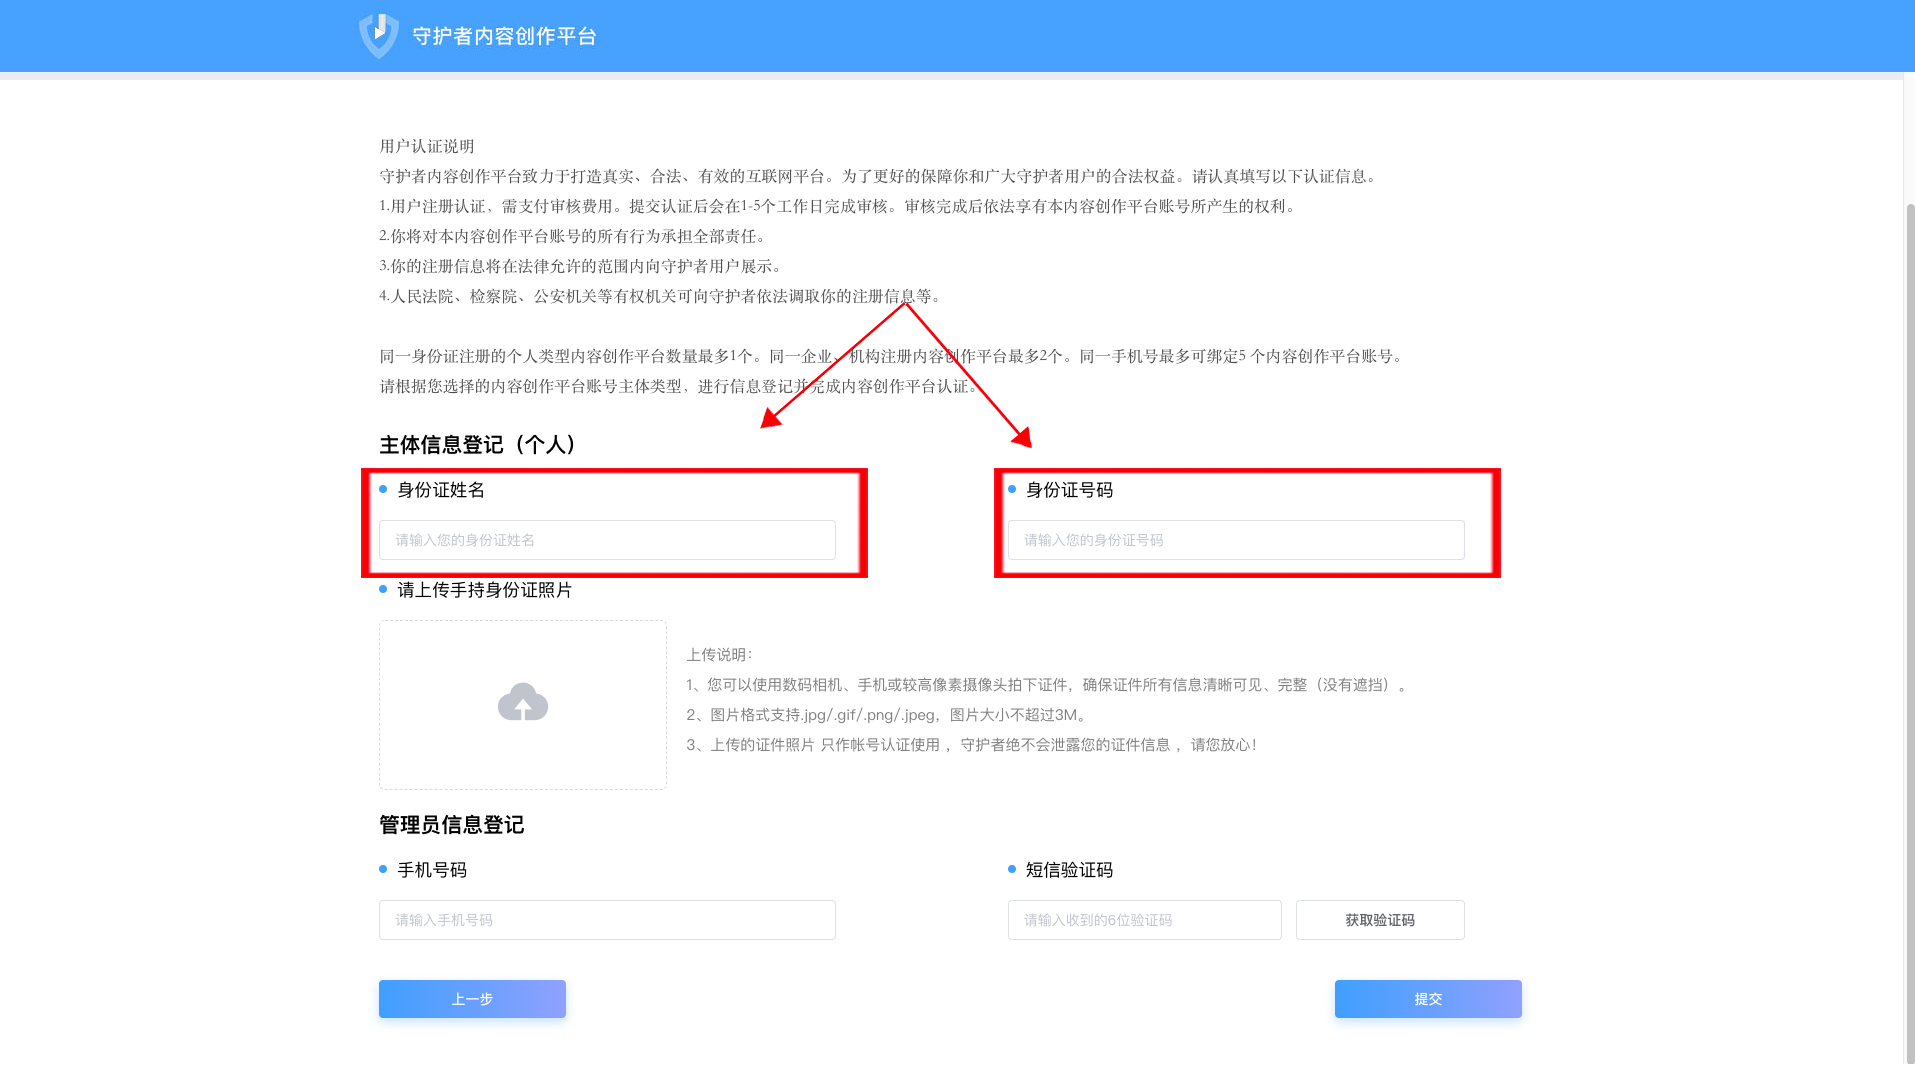 守护者内容创作平台
用户认证说明
守护者内容创作平台致力于打造真实、合法、有效的互联网平台。为了更好的保障你和广大守护者用户的合法权益。请认真填写以下认证信息。
1.用户注册认证，需支付审核费用。提交认证后会在1-5个工作日完成审核。审核完成后依法享有本内容创作平台账号所产生的权利。
2.你将对本内容创作平台账号的所有行为承担全部责任。
3.你的注册信息将在法律允许的范围内向守护者用户展示。
4.人民法院、检察院、公安机关等有权机关可向守护者依法调取你的注册信息等。
同一身份证注册的个人类型内容创作平台数量最多1个。同一企业、机构注册内容创作平台最多2个。同一手机号最多可绑定5 个内容创作平台账号。
请根据您选择的内容创作平台账号主体类型，进行信息登记并完成内容创作平台认证。
主体信息登记（个人）
身份证姓名 身份证号码
请输入您的身份证姓名 请输入您的身份证号码
请上传手持身份证照片
上传说明：
1、您可以使用数码相机、手机或较高像素摄像头拍下证件，确保证件所有信息清晰可见、完整（没有遮挡）。
2、图片格式支持.jpg/.gif/.png/.jpeg，图片大小不超过3M。
3、上传的证件照片 只作帐号认证使用 ，守护者绝不会泄露您的证件信息 ，请您放心！
管理员信息登记
手机号码 短信验证码
请输入手机号码 请输入收到的6位验证码 获取验证码
上一步 提交